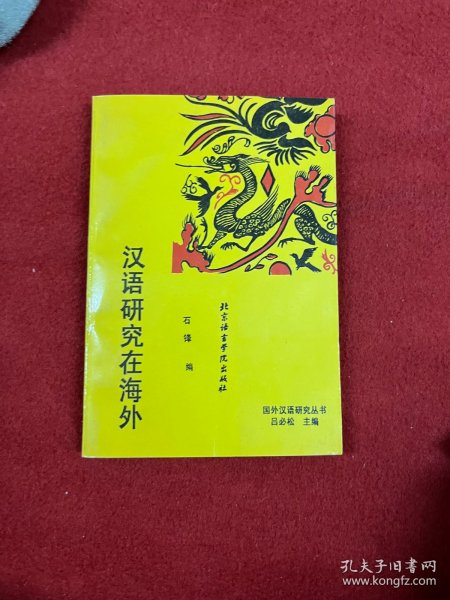 汉语研究在海外
石锋 编
北京语言学院出版社
国外汉语研究丛书
吕必松 主编
孔夫子旧书网
www.kongfz.com